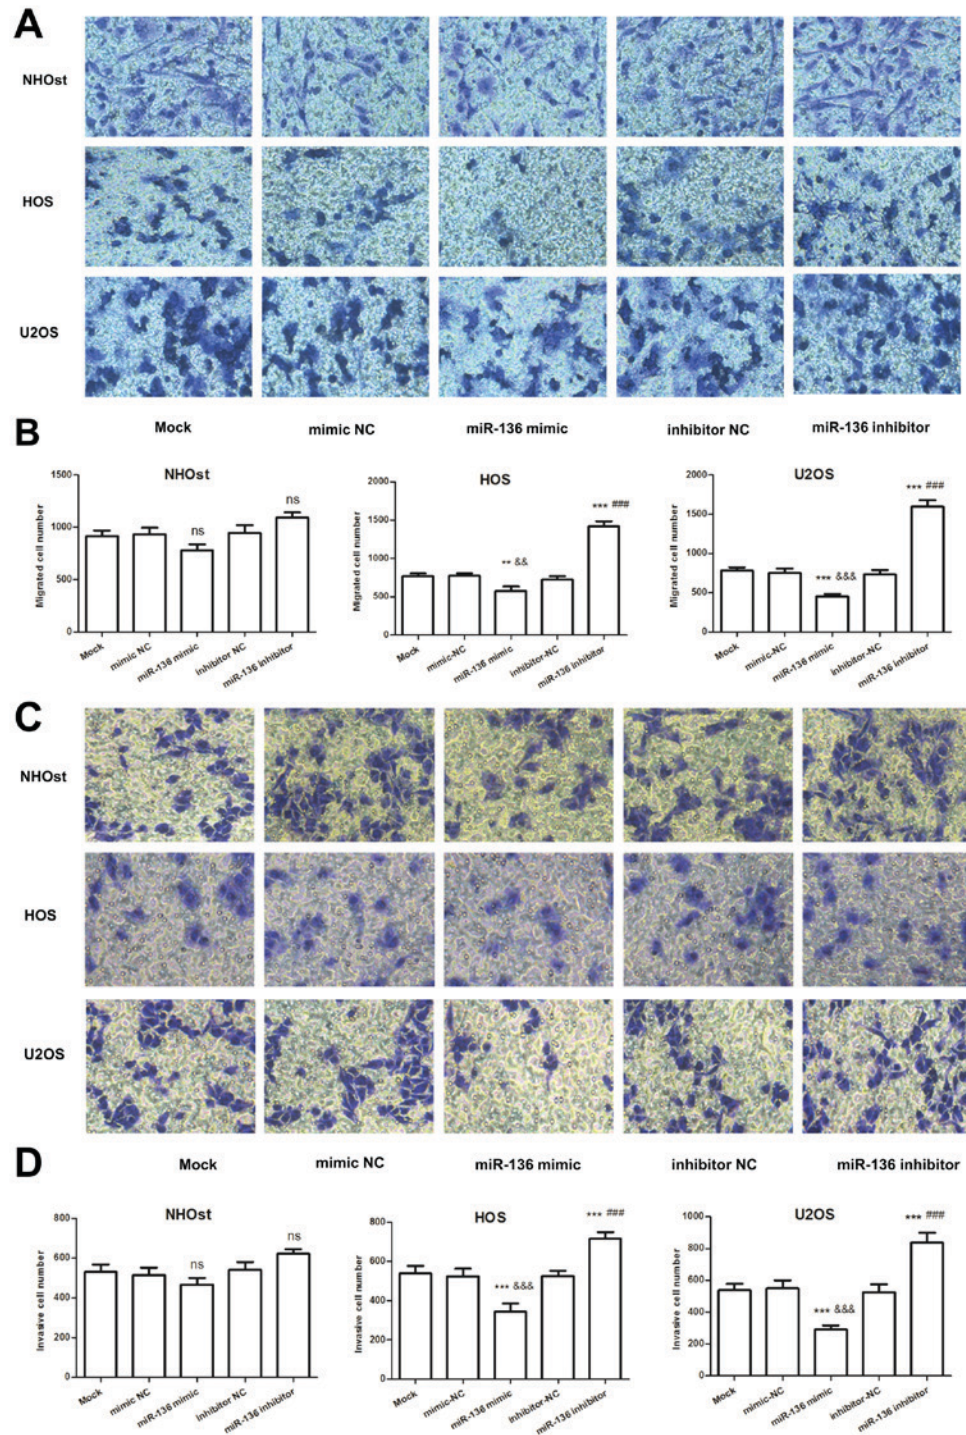 A
NHOst
HOS
U2OS
Mock mimic NC miR-136 mimic inhibitor NC miR-136 inhibitor
B
NHOst
Migrated cell number
1500
1000
500
0
ns
ns
Mock mimic NC miR-136 mimic inhibitor NC miR-136 inhibitor
HOS
Migrated cell number
2000
1500
1000
500
0
** &&
*** ###
Mock mimic-NC miR-136 mimic inhibitor-NC miR-136 inhibitor
U2OS
Migrated cell number
2000
1500
1000
500
0
*** &&&
*** ###
Mock mimic-NC miR-136 mimic inhibitor-NC miR-136 inhibitor
C
NHOst
HOS
U2OS
Mock mimic NC miR-136 mimic inhibitor NC miR-136 inhibitor
D
NHOst
Invasive cell number
800
600
400
200
0
ns
ns
Mock mimic NC miR-136 mimic inhibitor NC miR-136 inhibitor
HOS
Invasive cell number
800
600
400
200
0
*** &&&
*** ###
Mock mimic-NC miR-136 mimic inhibitor-NC miR-136 inhibitor
U2OS
Invasive cell number
1000
800
600
400
200
0
*** &&&
*** ###
Mock mimic-NC miR-136 mimic inhibitor-NC miR-136 inhibitor